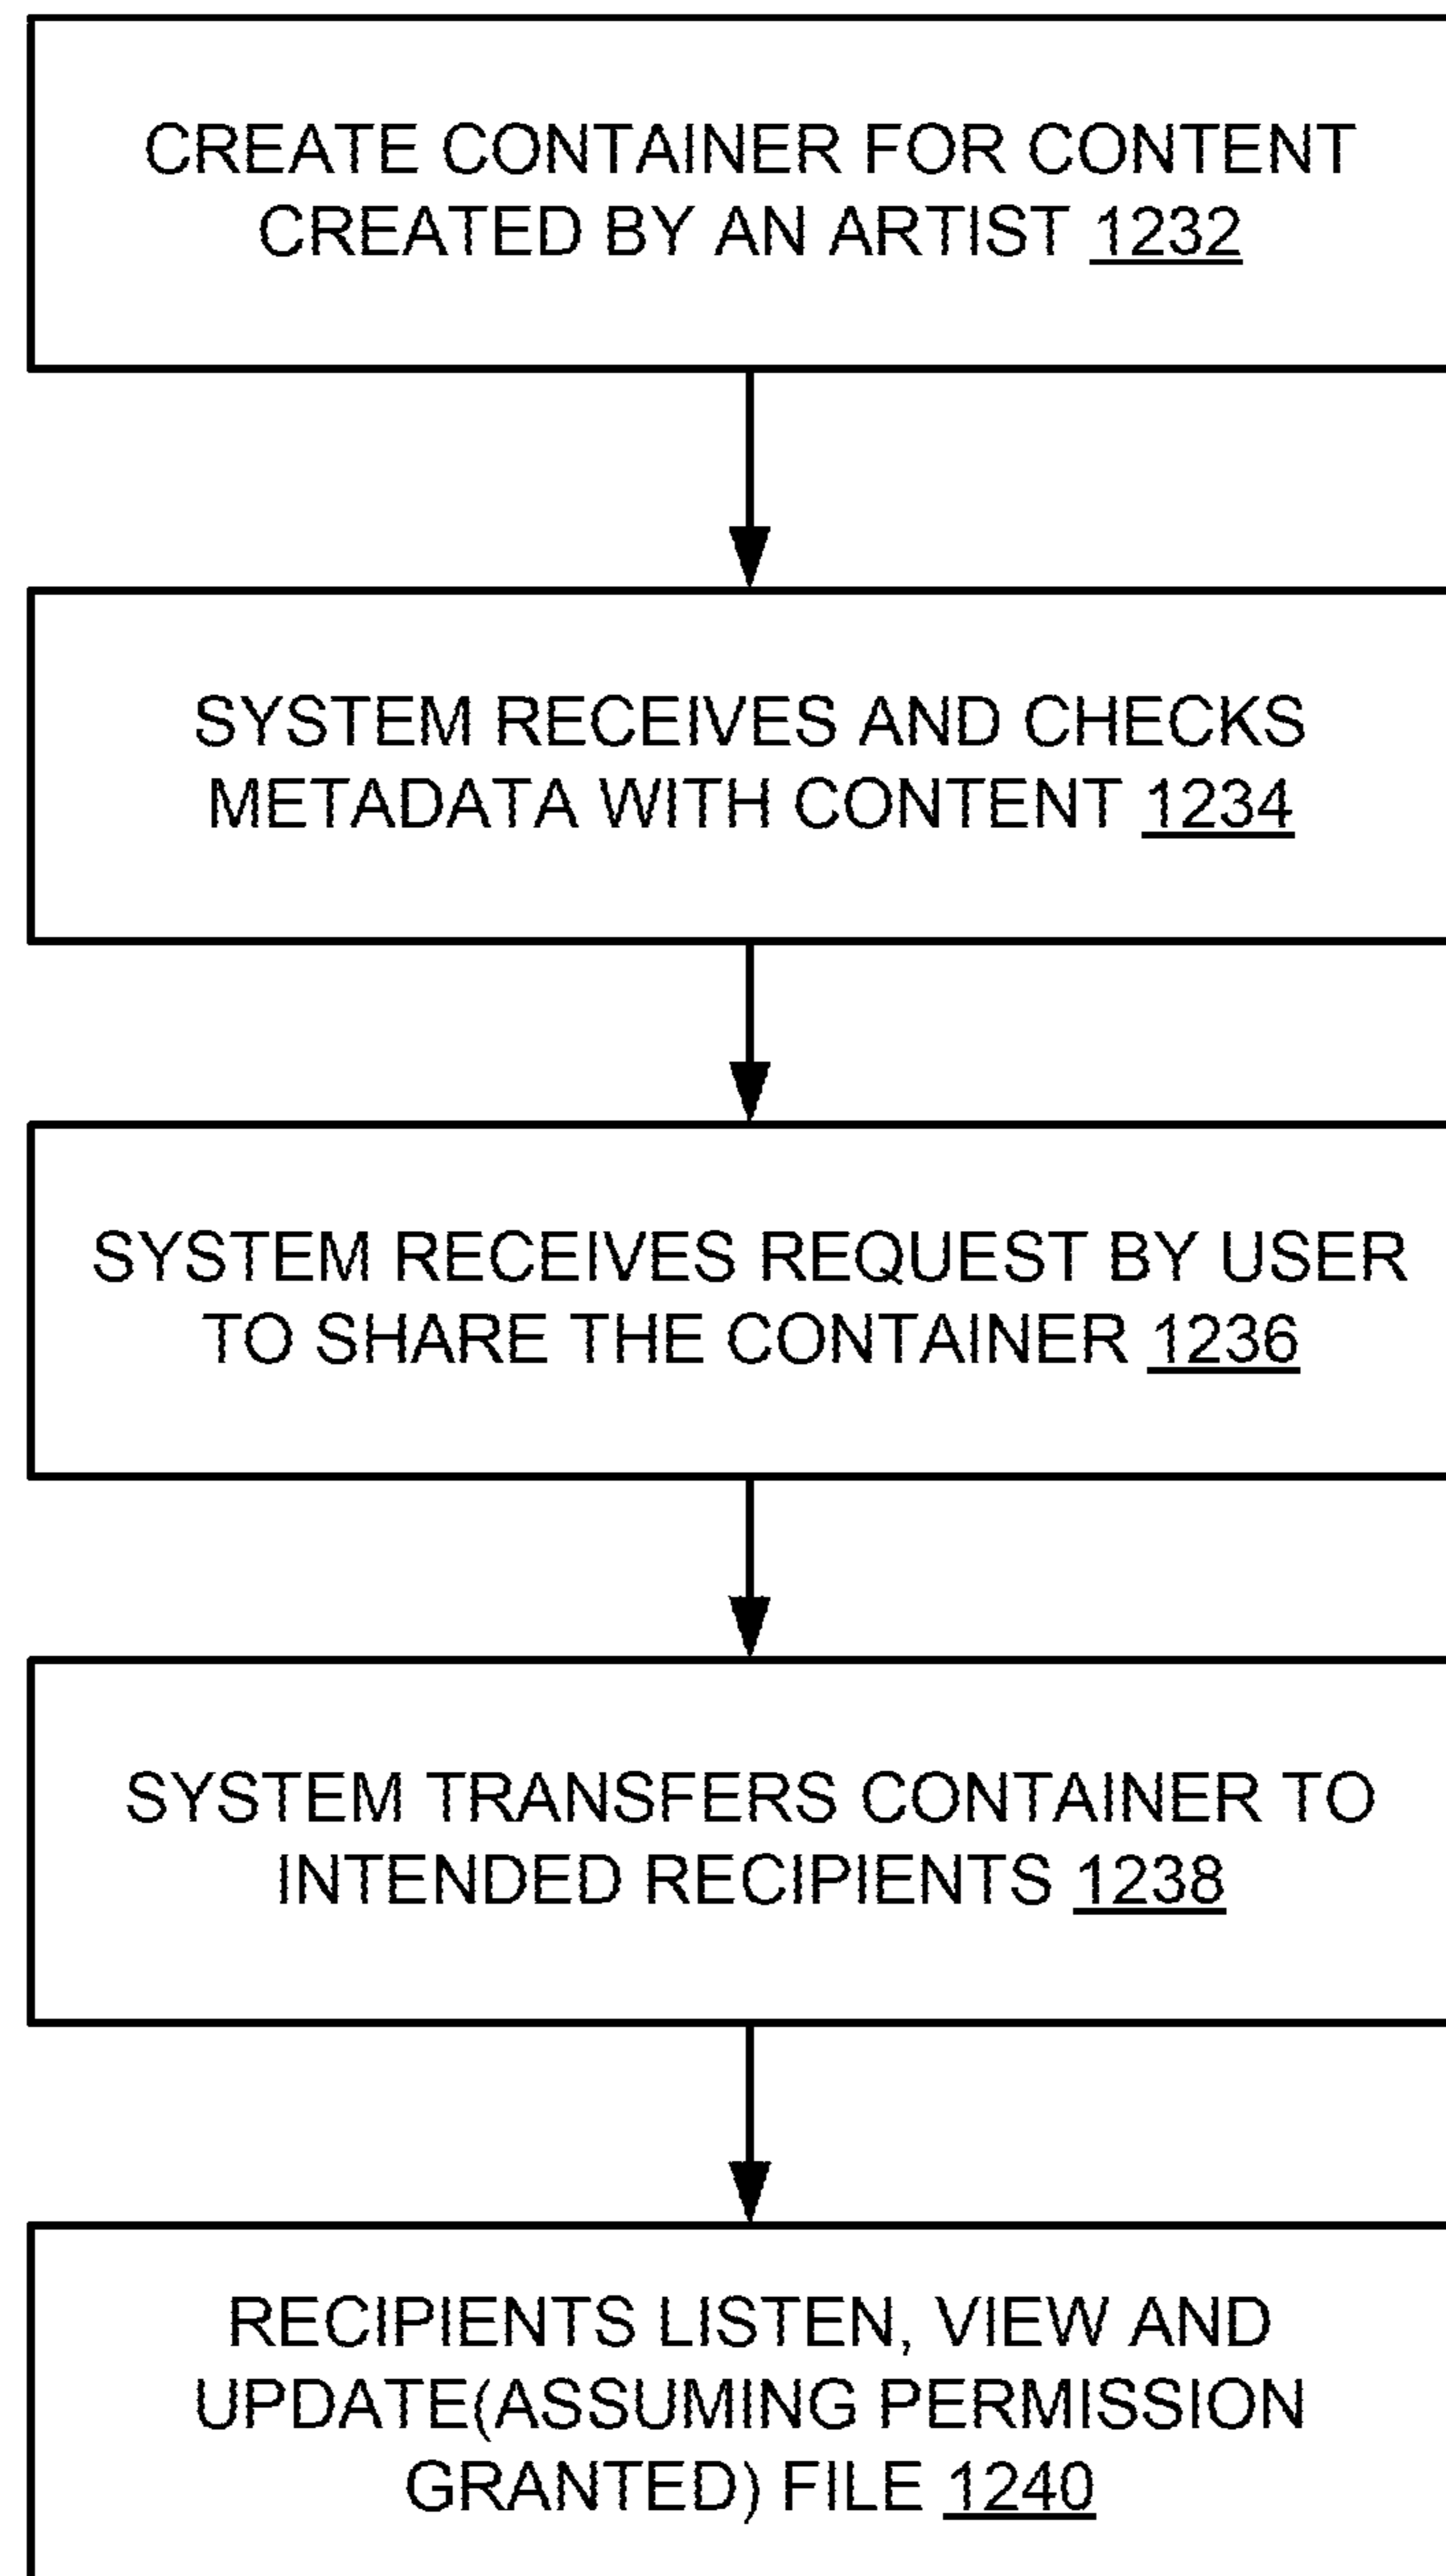 CREATE CONTAINER FOR CONTENT
CREATED BY AN ARTIST 1232
SYSTEM RECEIVES AND CHECKS
METADATA WITH CONTENT 1234
SYSTEM RECEIVES REQUEST BY USER
TO SHARE THE CONTAINER 1236
SYSTEM TRANSFERS CONTAINER TO
INTENDED RECIPIENTS 1238
RECIPIENTS LISTEN, VIEW AND
UPDATE(ASSUMING PERMISSION
GRANTED) FILE 1240